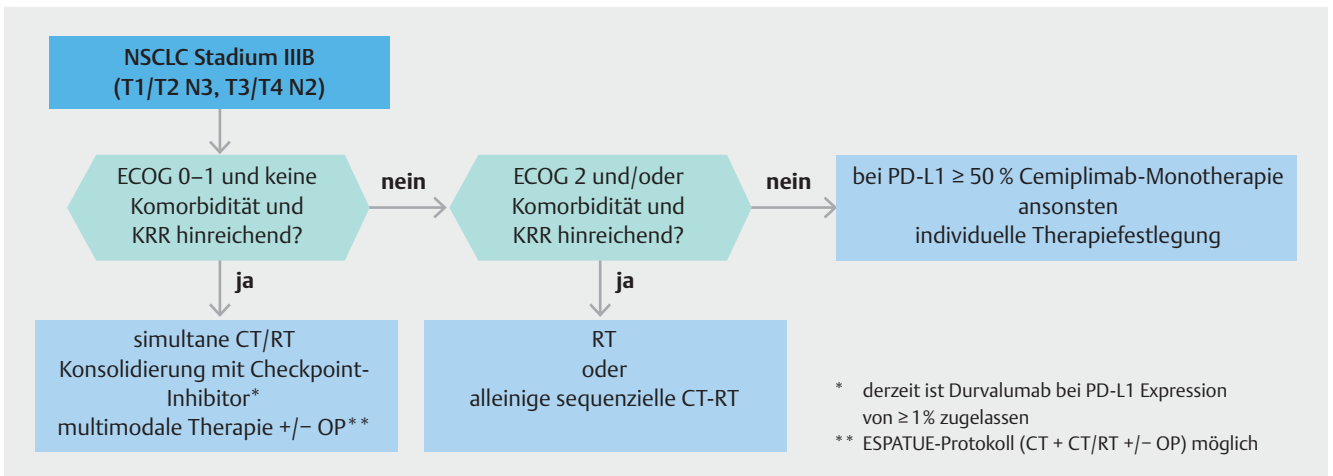 NSCLC Stadium IIIB
(T1/T2 N3, T3/T4 N2)
ECOG 0–1 und keine
Komorbidität und
KRR hinreichend?
nein
ECOG 2 und/oder
Komorbidität und
KRR hinreichend?
nein
bei PD-L1 ≥ 50 % Cemiplimab-Monotherapie
ansonsten
individuelle Therapiefestlegung
ja
ja
simultane CT/RT
Konsolidierung mit Checkpoint-
Inhibitor*
multimodale Therapie +/– OP**
RT
oder
alleinige sequenzielle CT-RT
* derzeit ist Durvalumab bei PD-L1 Expression
von ≥ 1 % zugelassen
** ESPATUE-Protokoll (CT + CT/RT +/– OP) möglich